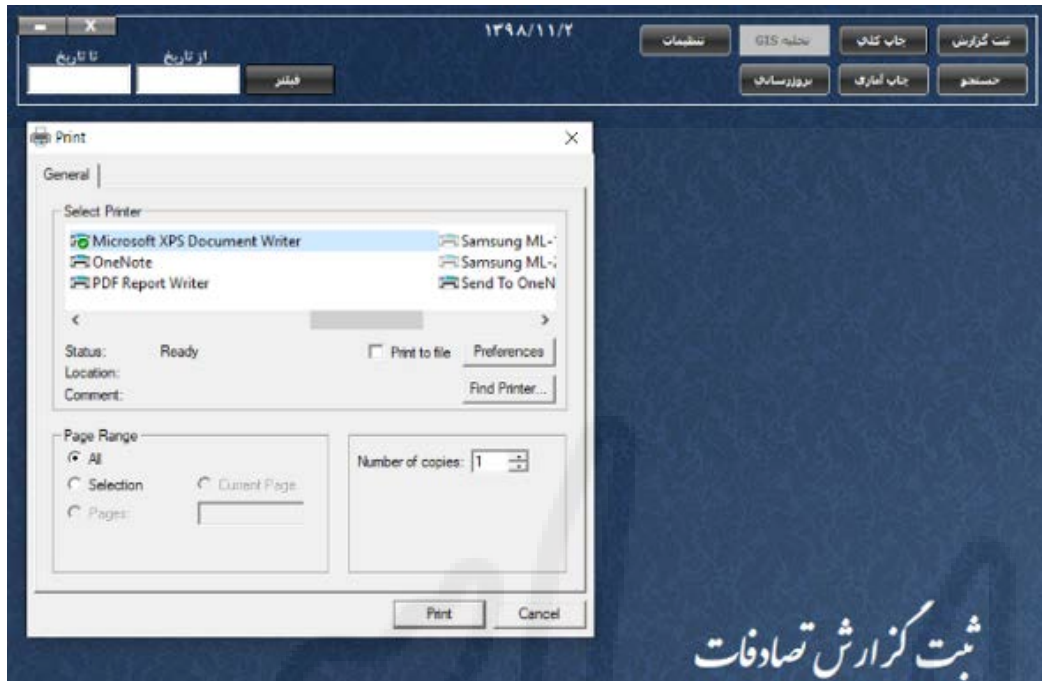 ۱۳۹۸/۱۱/۲
ثبت گزارش
چاپ کلی
تخلیه GIS
تنظیمات
جستجو
چاپ آماری
بروزرسانی
از تاریخ
تا تاریخ
فیلتر
Print
General
Select Printer
Microsoft XPS Document Writer
OneNote
PDF Report Writer
Samsung ML-
Samsung ML-
Send To OneN
Status: Ready
Print to file
Preferences
Location:
Find Printer...
Comment:
Page Range
All
Selection
Current Page
Pages:
Number of copies: 1
Print
Cancel
ثبت گزارش تصادفات